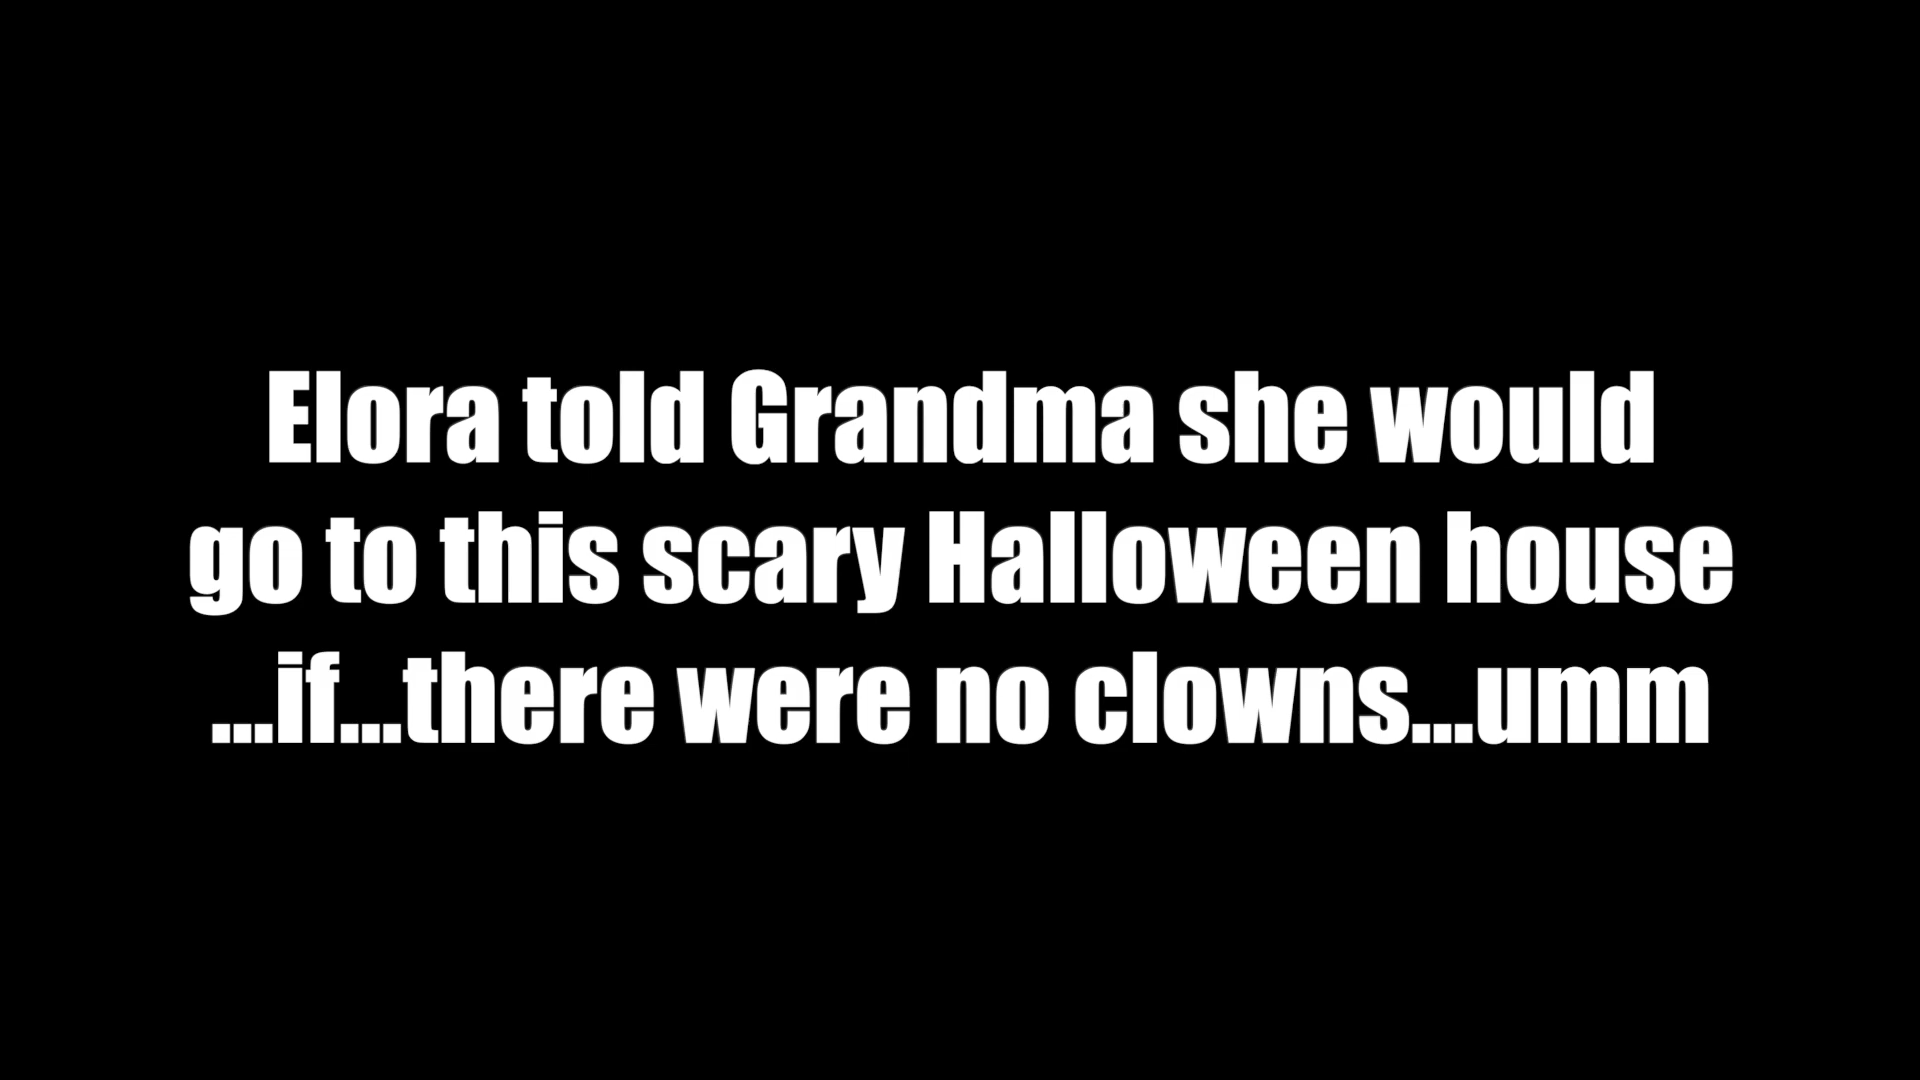 Elora told Grandma she would
go to this scary Halloween house
...if...there were no clowns...umm